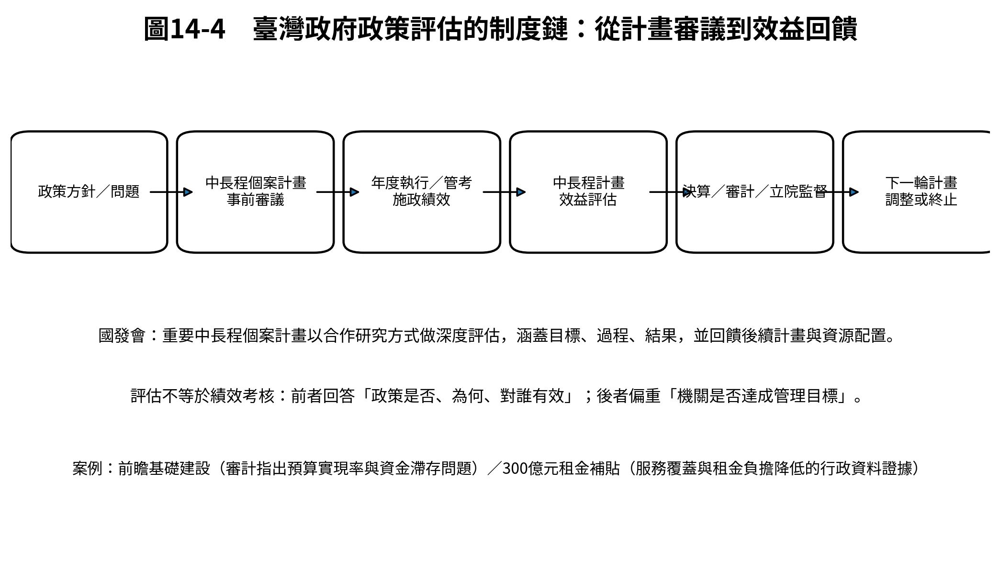 圖14-4　臺灣政府政策評估的制度鏈：從計畫審議到效益回饋
政策方針／問題
中長程個案計畫
事前審議
年度執行／管考
施政績效
中長程計畫
效益評估
決算／審計／立院監督
下一輪計畫
調整或終止
國發會：重要中長程個案計畫以合作研究方式做深度評估，涵蓋目標、過程、結果，並回饋後續計畫與資源配置。
評估不等於績效考核：前者回答「政策是否、為何、對誰有效」；後者偏重「機關是否達成管理目標」。
案例：前瞻基礎建設（審計指出預算實現率與資金滯存問題）／300億元租金補貼（服務覆蓋與租金負擔降低的行政資料證據）